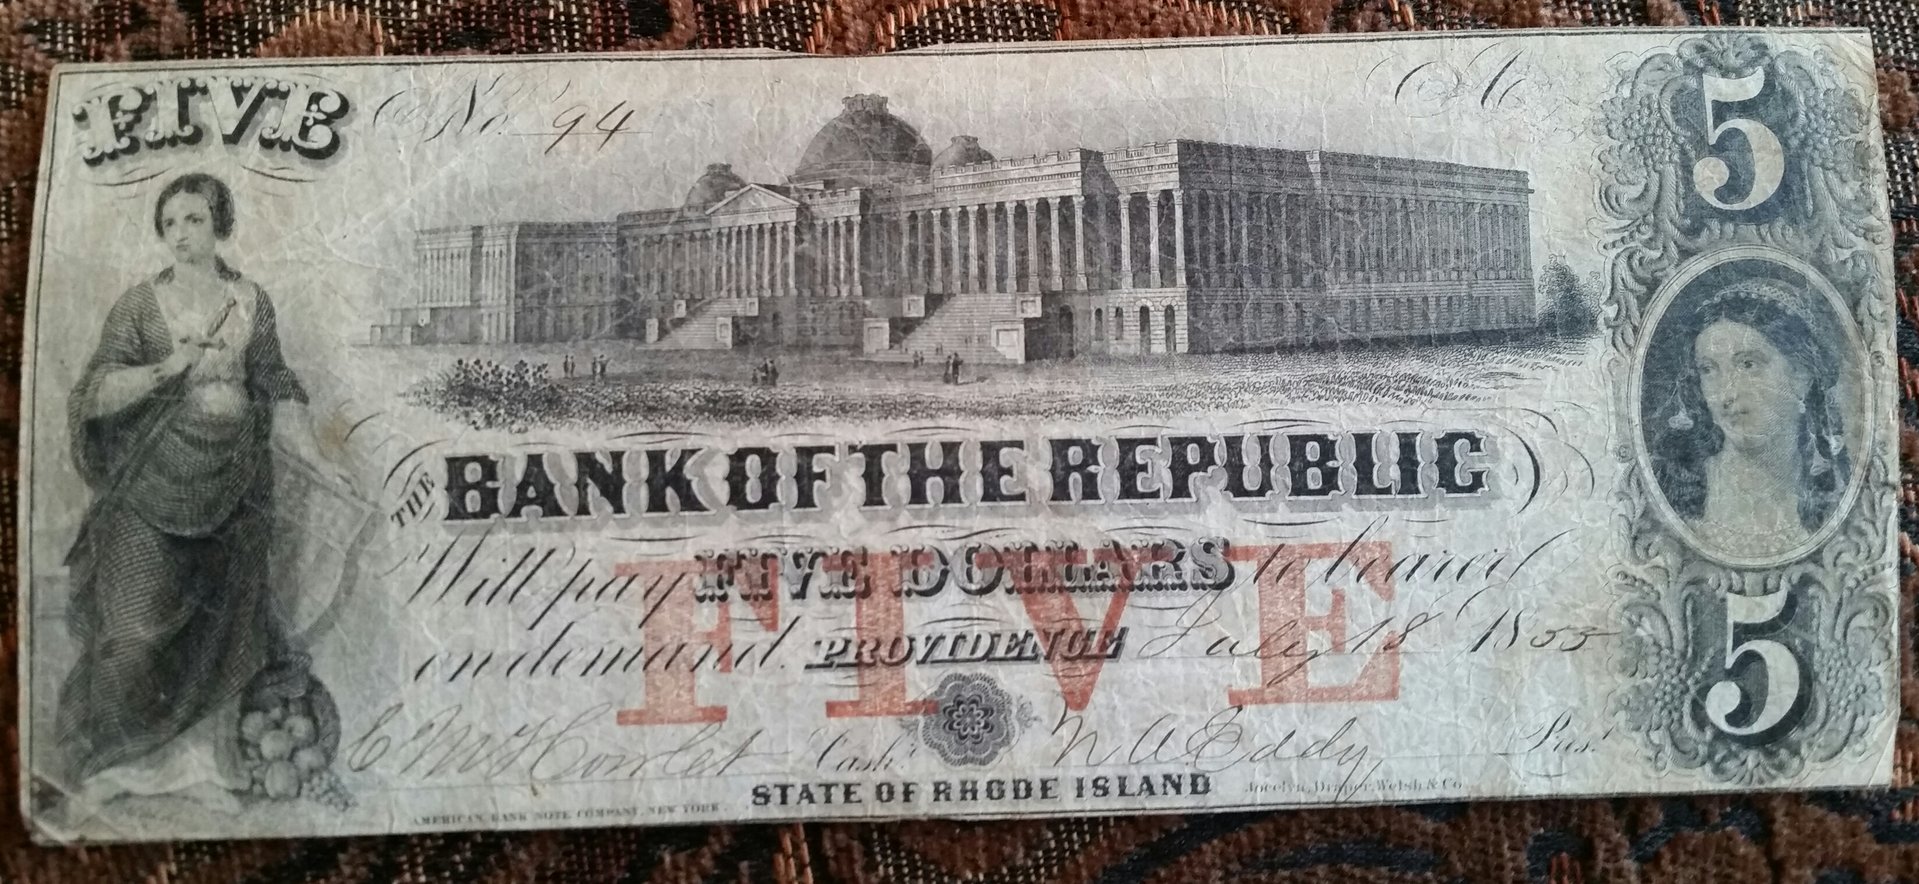 FIVE
No. 94
A
5
THE BANK OF THE REPUBLIC
Will pay FIVE DOLLARS to bearer
FIVE
on demand. PROVIDENCE July 18 1855
Cash.
N A Eddy
Pres.t
5
STATE OF RHODE ISLAND
AMERICAN BANK NOTE COMPANY, NEW YORK.
Jocelyn, Draper, Welsh & Co.